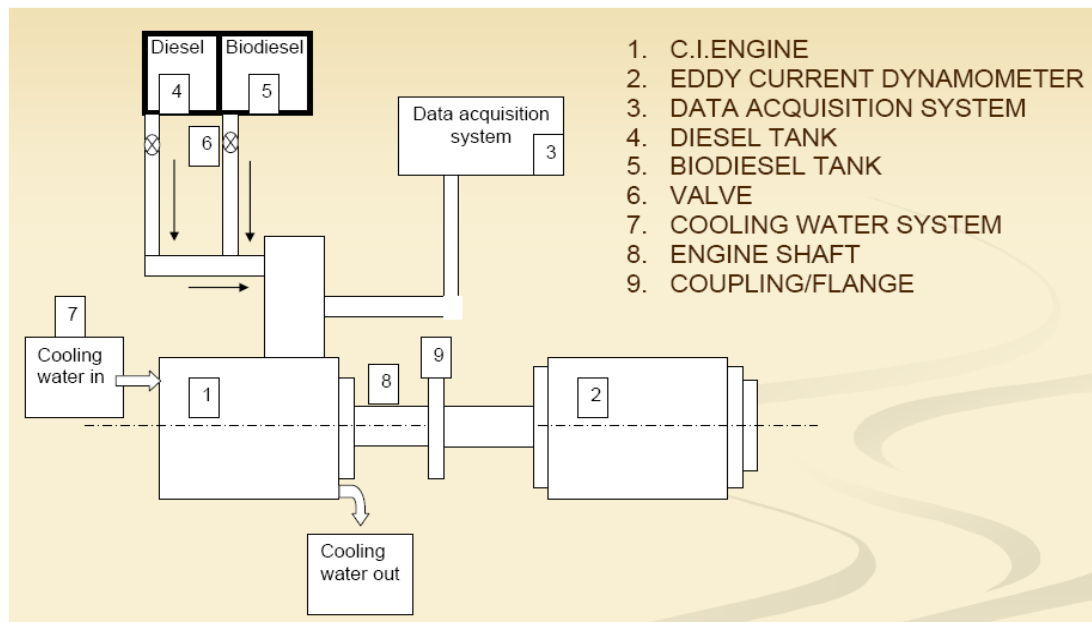 Diesel
Biodiesel
4
5
6
Data acquisition
system
3
7
Cooling
water in
1
8
9
2
Cooling
water out
1. C.I.ENGINE
2. EDDY CURRENT DYNAMOMETER
3. DATA ACQUISITION SYSTEM
4. DIESEL TANK
5. BIODIESEL TANK
6. VALVE
7. COOLING WATER SYSTEM
8. ENGINE SHAFT
9. COUPLING/FLANGE